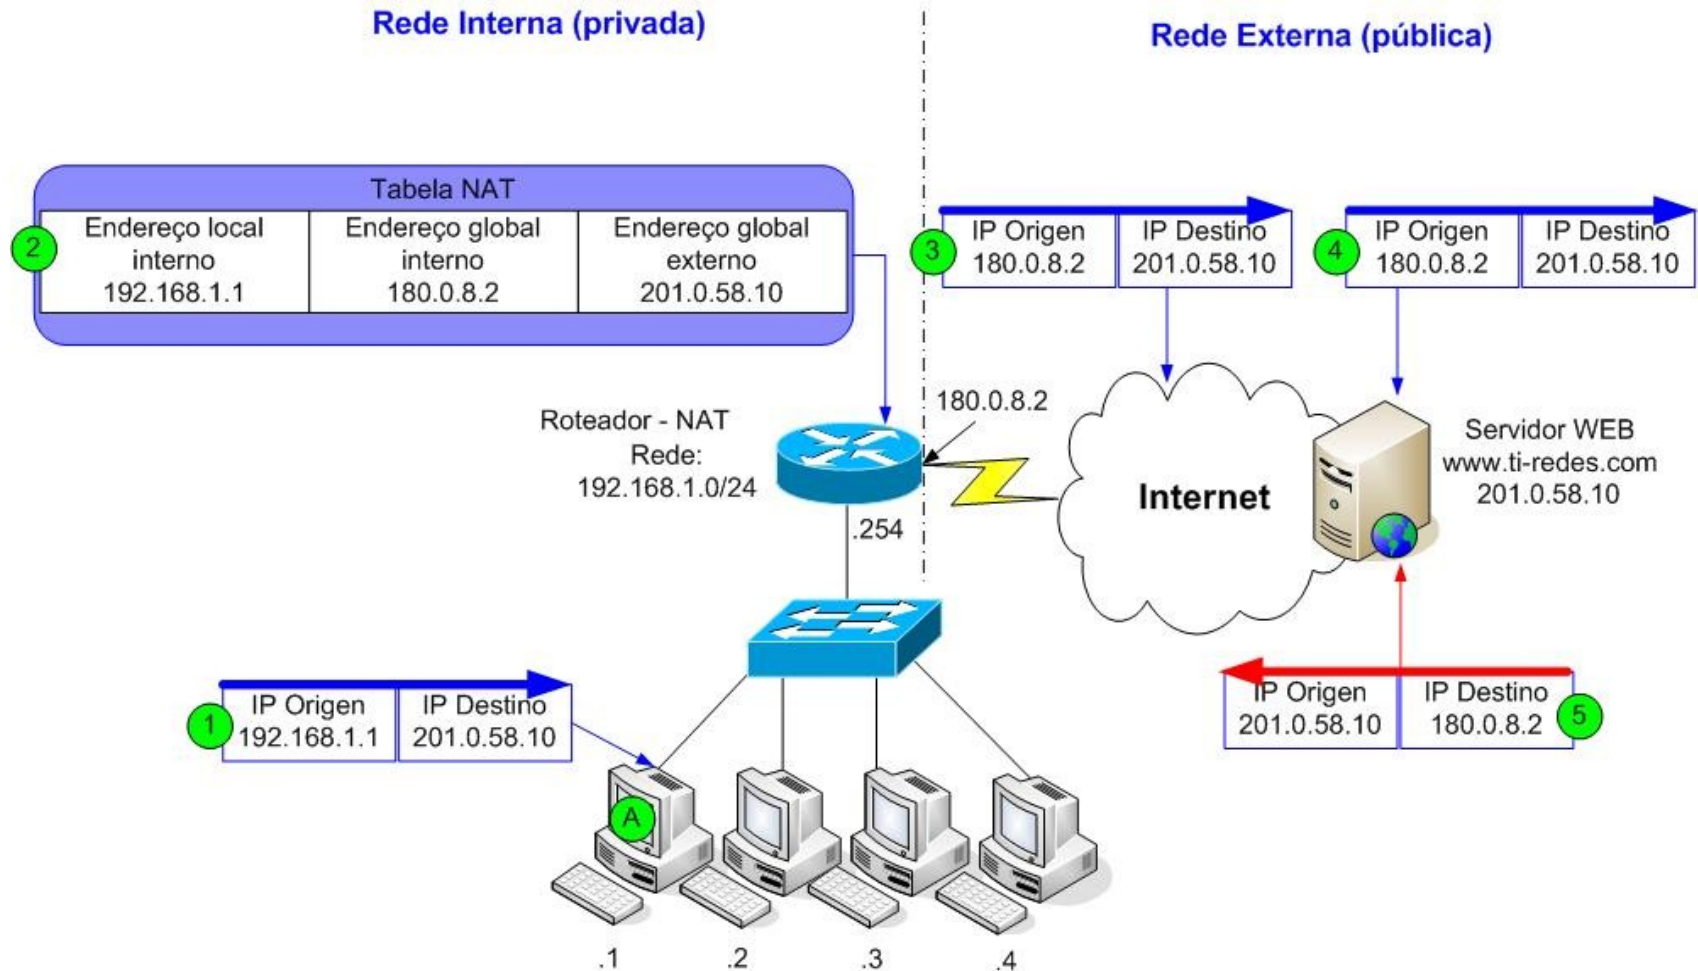 Rede Interna (privada)
Rede Externa (pública)
Tabela NAT
2
Endereço local
interno
192.168.1.1
Endereço global
interno
180.0.8.2
Endereço global
externo
201.0.58.10
3
IP Origen
180.0.8.2
IP Destino
201.0.58.10
4
IP Origen
180.0.8.2
IP Destino
201.0.58.10
Roteador - NAT
Rede:
192.168.1.0/24
180.0.8.2
.254
Internet
Servidor WEB
www.ti-redes.com
201.0.58.10
1
IP Origen
192.168.1.1
IP Destino
201.0.58.10
IP Origen
201.0.58.10
IP Destino
180.0.8.2
5
A
.1
.2
.3
.4